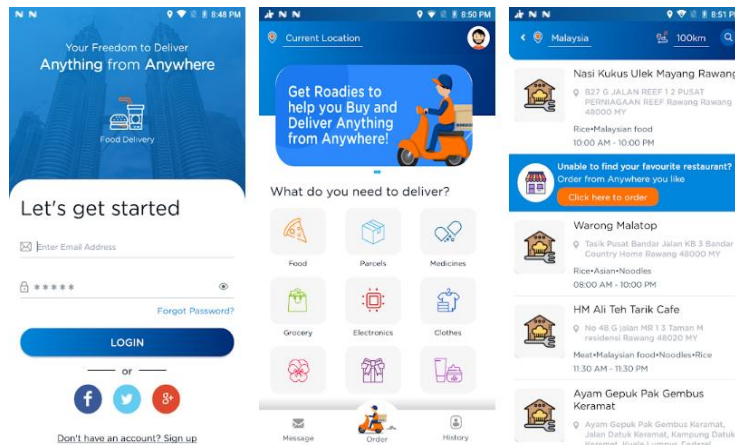 8:48 PM
Your Freedom to Deliver
Anything from Anywhere
Food Delivery
Let's get started
Enter Email Address
*****
Forgot Password?
LOGIN
or
f
8+
Don't have an account? Sign up
8:50 PM
Current Location
Get Roadies to
help you Buy and
Deliver Anything
from Anywhere!
What do you need to deliver?
Food
Parcels
Medicines
Grocery
Electronics
Clothes
Message
Order
History
8:51 PM
Malaysia
100km
Nasi Kukus Ulek Mayang Rawang
B27 G JALAN REEF 1 2 PUSAT
PERNIAGAAN REEF Rawang Rawang
48000 MY
Rice•Malaysian food
10:00 AM - 10:00 PM
Unable to find your favourite restaurant?
Order from Anywhere you like
Click here to order
Warong Malatop
Tasik Pusat Bandar Jalan KB 3 Bandar
Country Home Rawang 48000 MY
Rice•Asian•Noodles
08:00 AM - 10:00 PM
HM Ali Teh Tarik Cafe
No 48 G jalan MR 1 3 Taman M
residensi Rawang 48020 MY
Meat•Malaysian food•Noodles•Rice
11:30 AM - 11:30 PM
Ayam Gepuk Pak Gembus
Keramat
Ayam Gepuk Pak Gembus Keramat,
Jalan Datuk Keramat, Kampung Datuk
Keramat, Kuala Lumpur, Federal